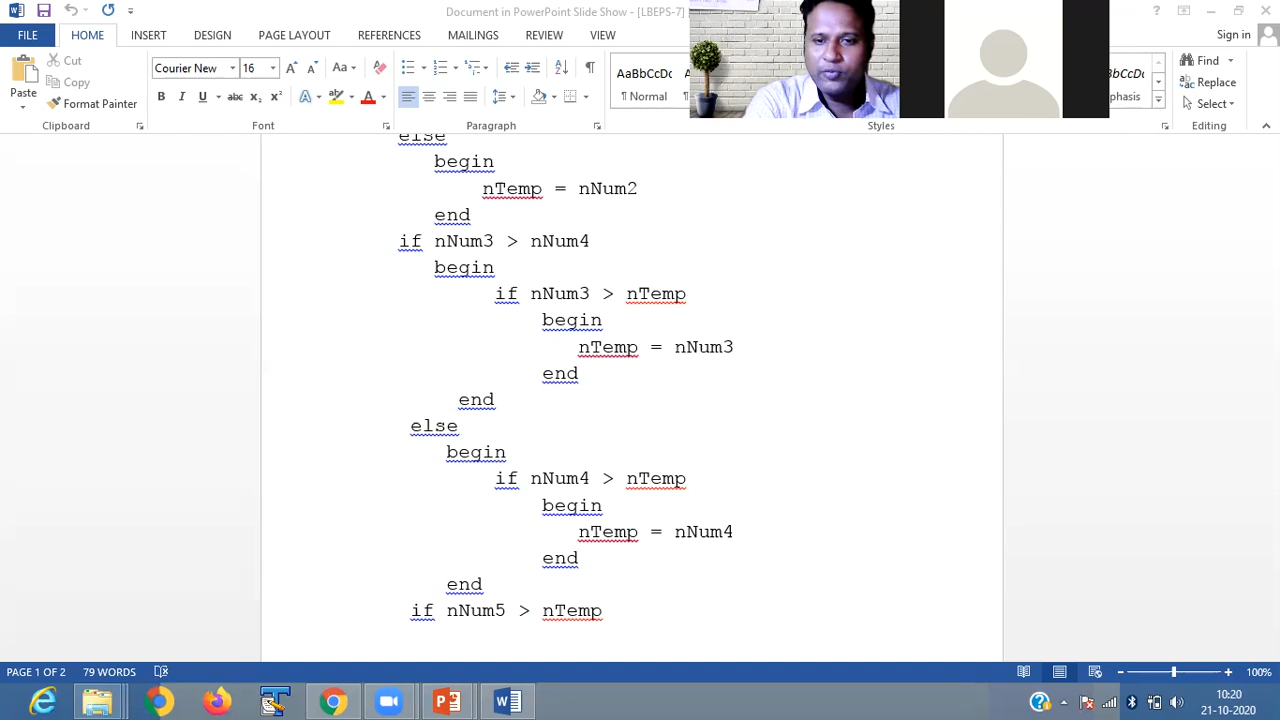 Document in PowerPoint Slide Show - [LBEPS-7]
FILE HOME INSERT DESIGN PAGE LAYOUT REFERENCES MAILINGS REVIEW VIEW Sign in
Cut
Copy
Format Painter
Clipboard
Courier New 16
Aa
B I U abc x2 x2 A A
Font
Paragraph
AaBbCcDc
¶ Normal
Styles
Find
Replace
Select
Editing
else
begin
nTemp = nNum2
end
if nNum3 > nNum4
begin
if nNum3 > nTemp
begin
nTemp = nNum3
end
end
else
begin
if nNum4 > nTemp
begin
nTemp = nNum4
end
end
if nNum5 > nTemp
PAGE 1 OF 2 79 WORDS 100%
10:20
21-10-2020